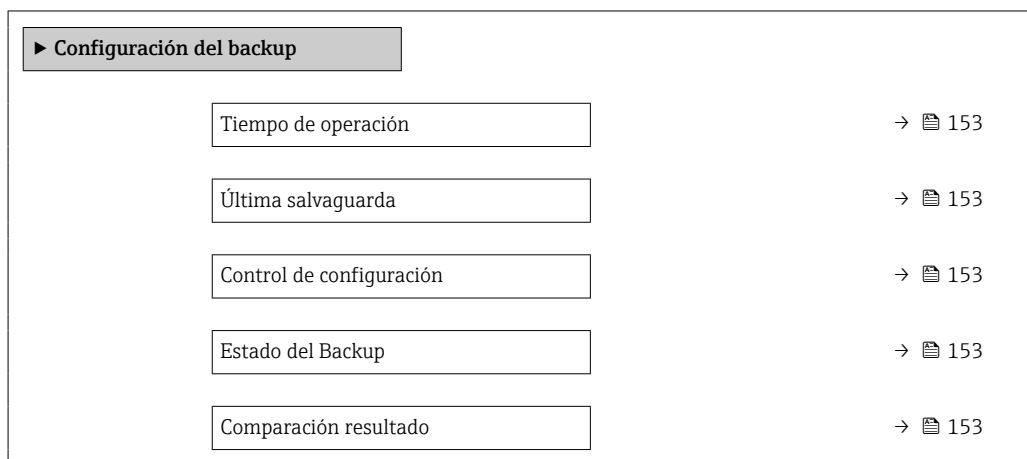 ▶ Configuración del backup
Tiempo de operación → 153
Última salvaguarda → 153
Control de configuración → 153
Estado del Backup → 153
Comparación resultado → 153